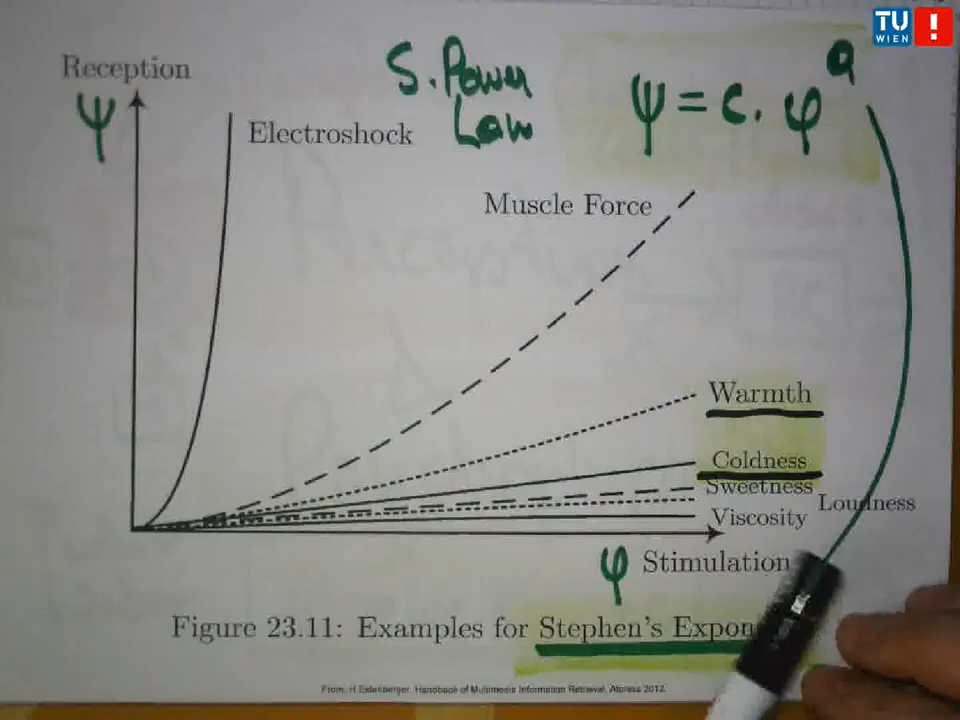 TU
WIEN
!
Reception
ψ
S. Power
Law
ψ = c. φ^a
Electroshock
Muscle Force
Warmth
Coldness
Sweetness
Loudness
Viscosity
φ Stimulation
Figure 23.11: Examples for Stephen's Expon
From, H.Eidenberger, Handbook of Multimesia Information Retrieval, Atpress 2012.